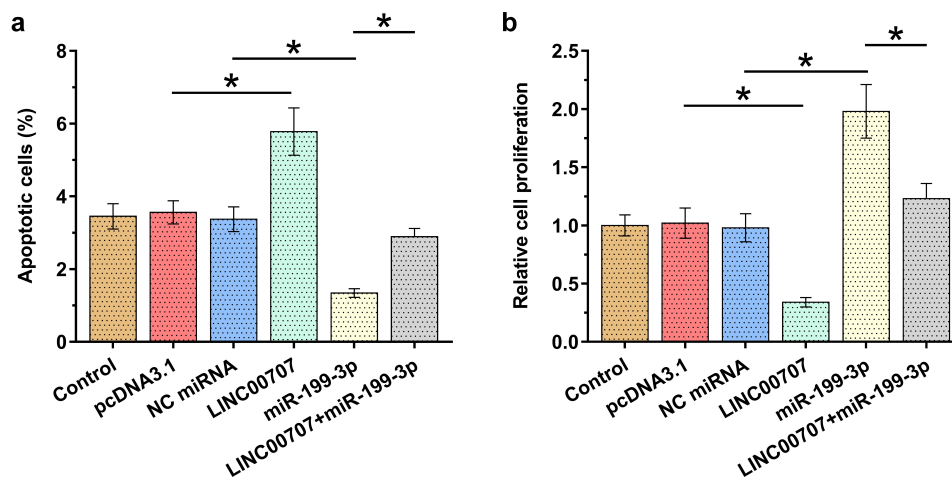 a
*
*
*
Apoptotic cells (%)
8
6
4
2
0
Control
pcDNA3.1
NC miRNA
LINC00707
miR-199-3p
LINC00707+miR-199-3p
b
*
*
*
Relative cell proliferation
2.5
2.0
1.5
1.0
0.5
0.0
Control
pcDNA3.1
NC miRNA
LINC00707
miR-199-3p
LINC00707+miR-199-3p